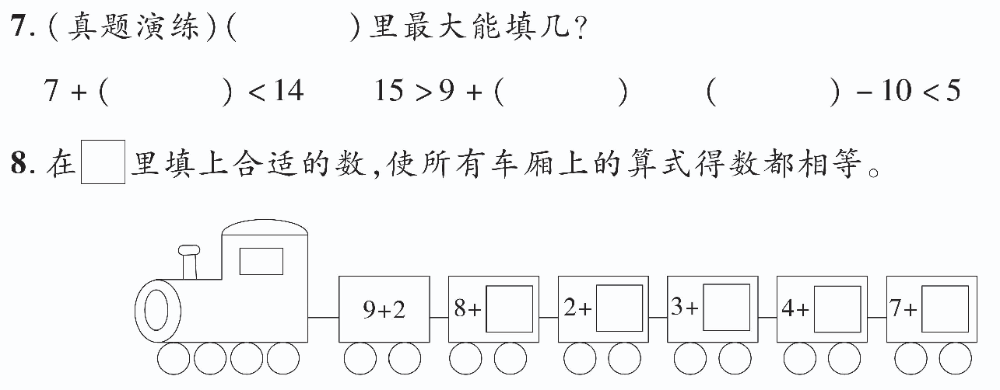 7.(真题演练)(　　)里最大能填几?
7+(　　)<14　15>9+(　　)　(　　)-10<5
8.在□里填上合适的数,使所有车厢上的算式得数都相等。
9+2　8+□　2+□　3+□　4+□　7+□